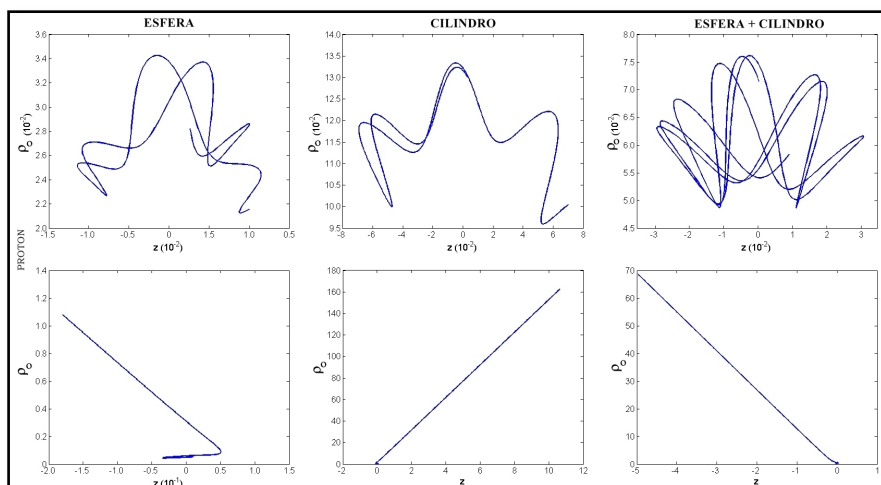 ESFERA
CILINDRO
ESFERA + CILINDRO
PROTON
3.6
3.4
3.2
3.0
2.8
2.6
2.4
2.2
2.0
ρo (10-2)
-1.5 -1.0 -0.5 0 1.5 1.0 0.5
z (10-2)
14.0
13.5
13.0
12.5
12.0
11.5
11.0
10.5
10.0
9.5
ρo (10-2)
-8 -6 -4 -2 0 2 4 6 8
z (10-2)
8.0
7.5
7.0
6.5
6.0
5.5
5.0
4.5
ρo (10-2)
-3 -2 -1 0 1 2 3
z (10-2)
1.4
1.2
1.0
0.8
0.6
0.4
0.2
0
ρo
-2.0 -1.5 -1.0 -0.5 0 0.5 1.0 1.5
z (10-1)
180
160
140
120
100
80
60
40
20
0
ρo
-2 0 2 4 6 8 10 12
z
70
60
50
40
30
20
10
0
ρo
-5 -4 -3 -2 -1 0 1
z